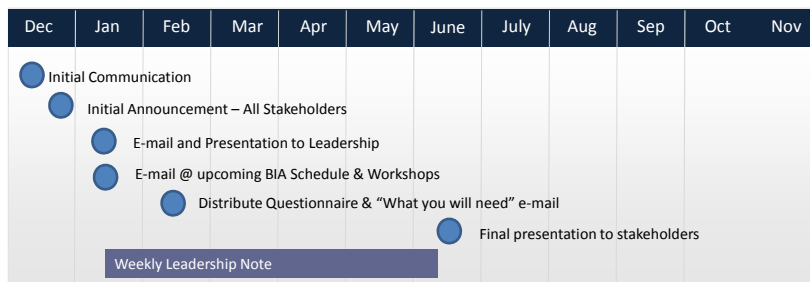 Dec Jan Feb Mar Apr May June July Aug Sep Oct Nov
Initial Communication
Initial Announcement – All Stakeholders
E-mail and Presentation to Leadership
E-mail @ upcoming BIA Schedule & Workshops
Distribute Questionnaire & “What you will need” e-mail
Final presentation to stakeholders
Weekly Leadership Note